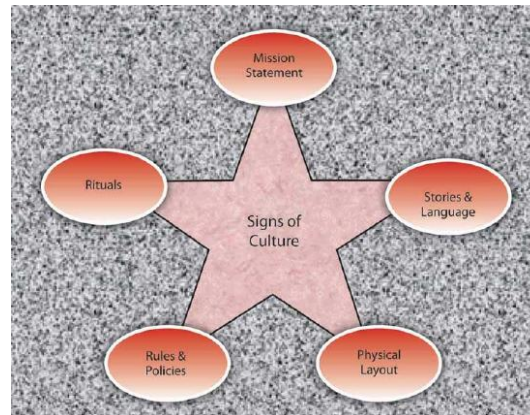 Mission
Statement
Rituals
Stories &
Language
Signs of
Culture
Rules &
Policies
Physical
Layout